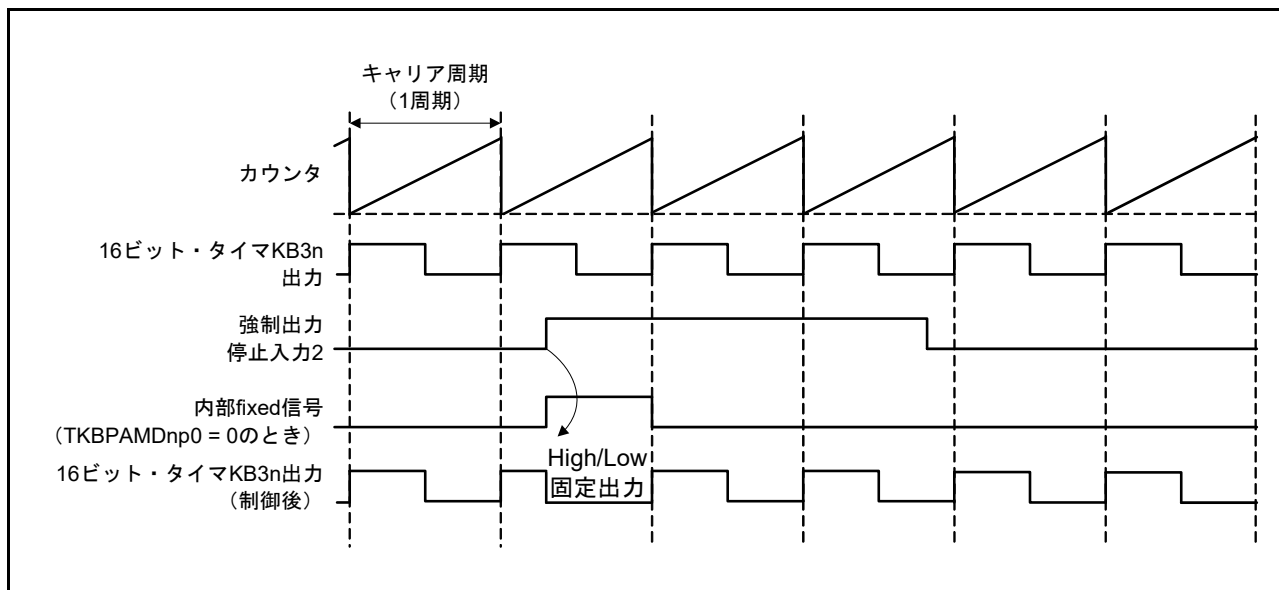 キャリア周期
（1周期）
カウンタ
16ビット・タイマKB3n
出力
強制出力
停止入力2
内部fixed信号
（TKBPAMDnp0 = 0のとき）
High/Low
固定出力
16ビット・タイマKB3n出力
（制御後）